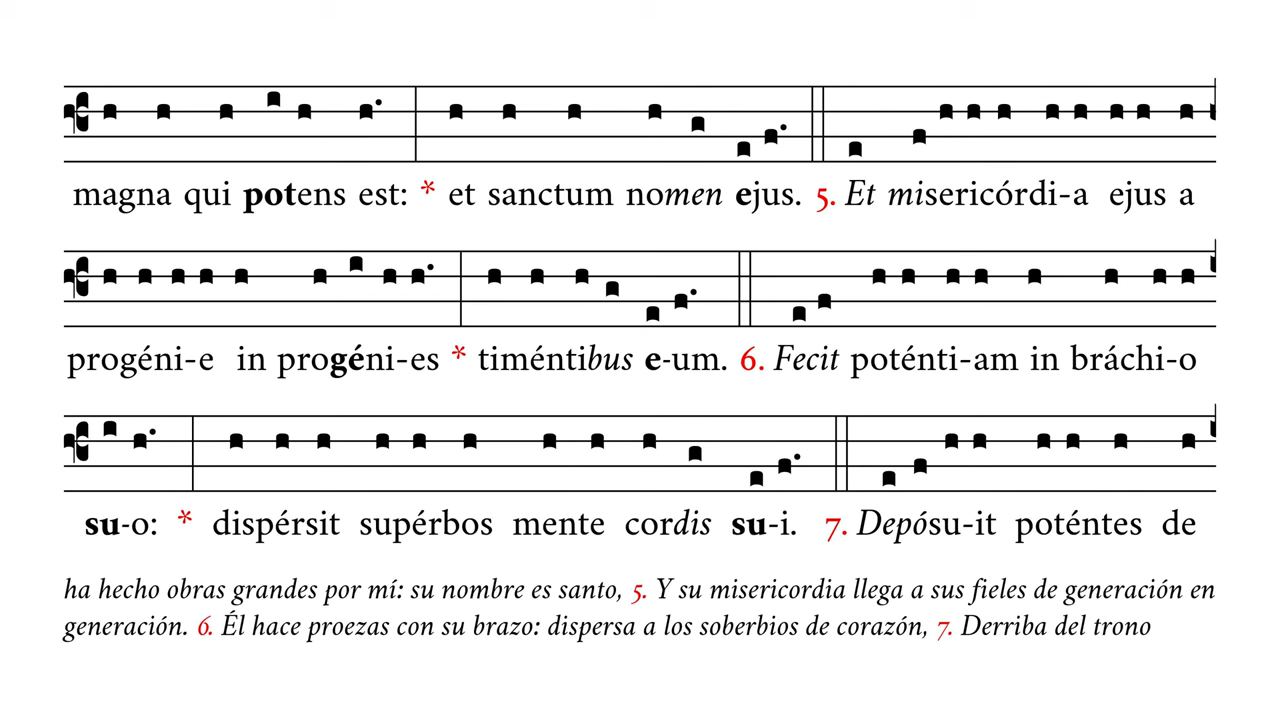 magna qui potens est: * et sanctum nomen ejus. 5. Et misericórdi-a ejus a
progéni-e in progéni-es * timéntibus e-um. 6. Fecit poténti-am in bráchi-o
su-o: * dispérsit supérbos mente cordis su-i. 7. Depósu-it poténtes de
ha hecho obras grandes por mí: su nombre es santo, 5. Y su misericordia llega a sus fieles de generación en
generación. 6. Él hace proezas con su brazo: dispersa a los soberbios de corazón, 7. Derriba del trono